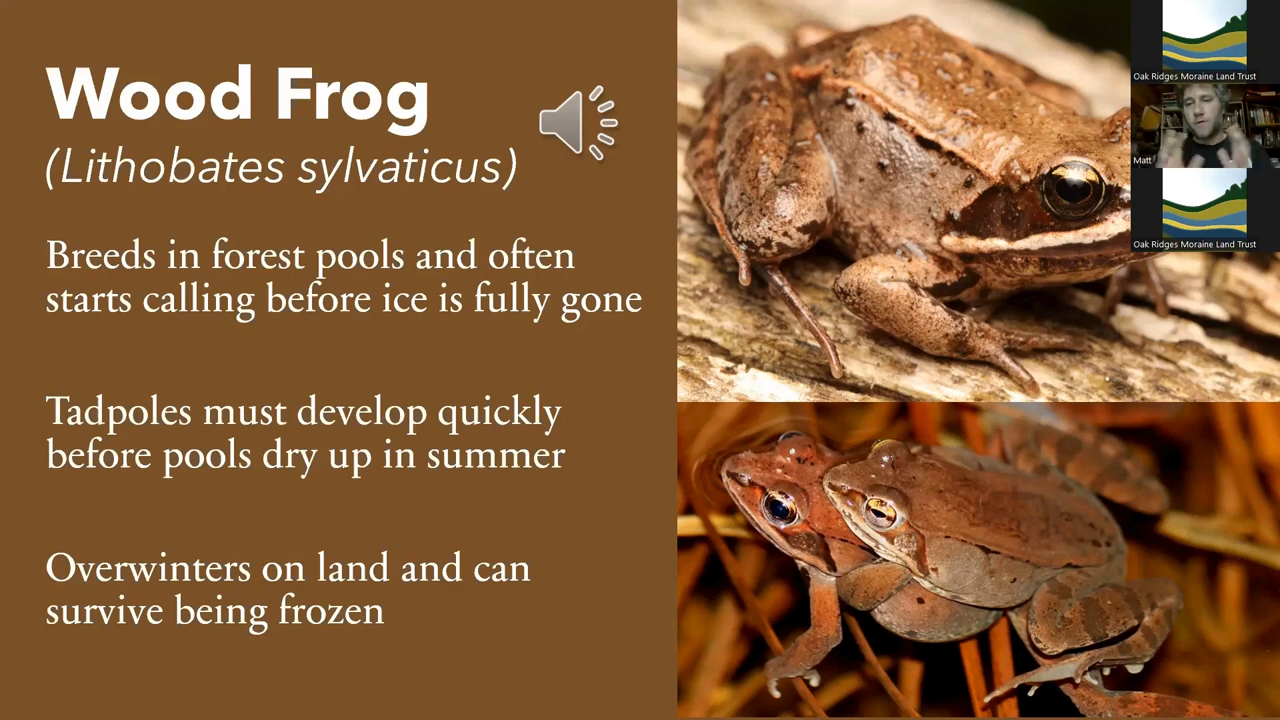 Wood Frog
(Lithobates sylvaticus)
Breeds in forest pools and often
starts calling before ice is fully gone
Tadpoles must develop quickly
before pools dry up in summer
Overwinters on land and can
survive being frozen
Oak Ridges Moraine Land Trust
Matt
Oak Ridges Moraine Land Trust